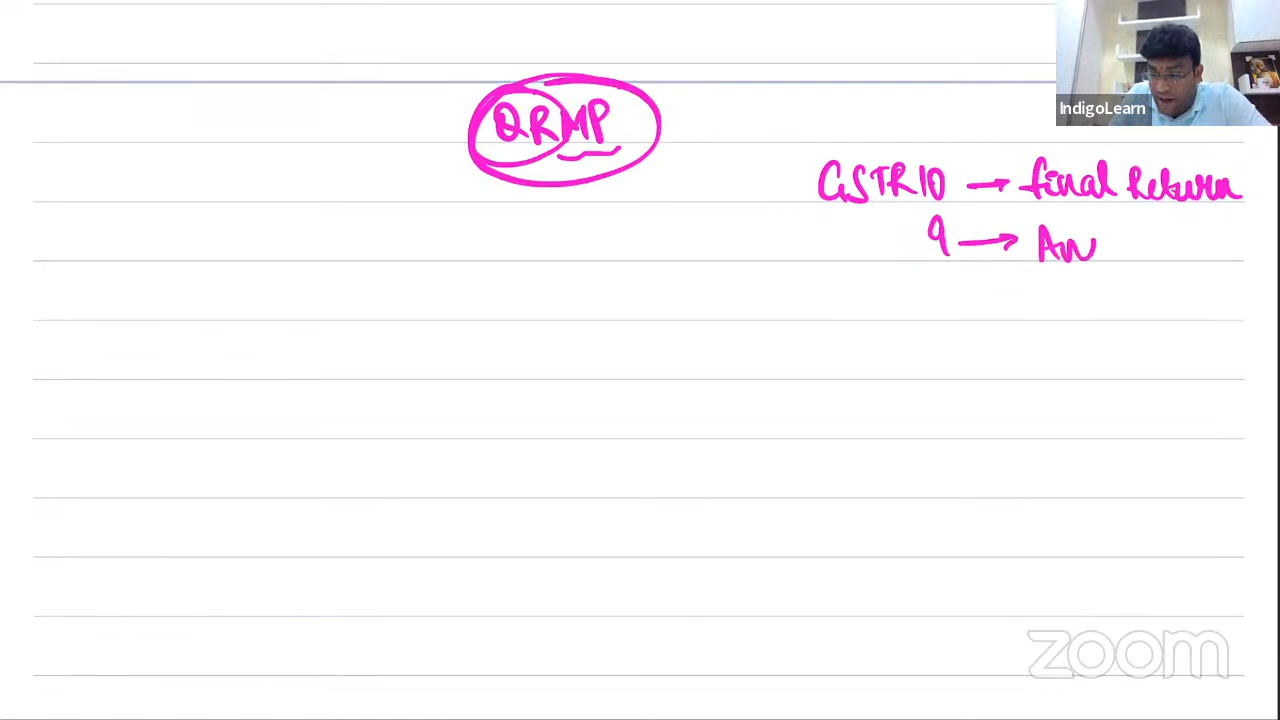 IndigoLearn
QRMP
GSTR10 → final Return
9 → An
zoom